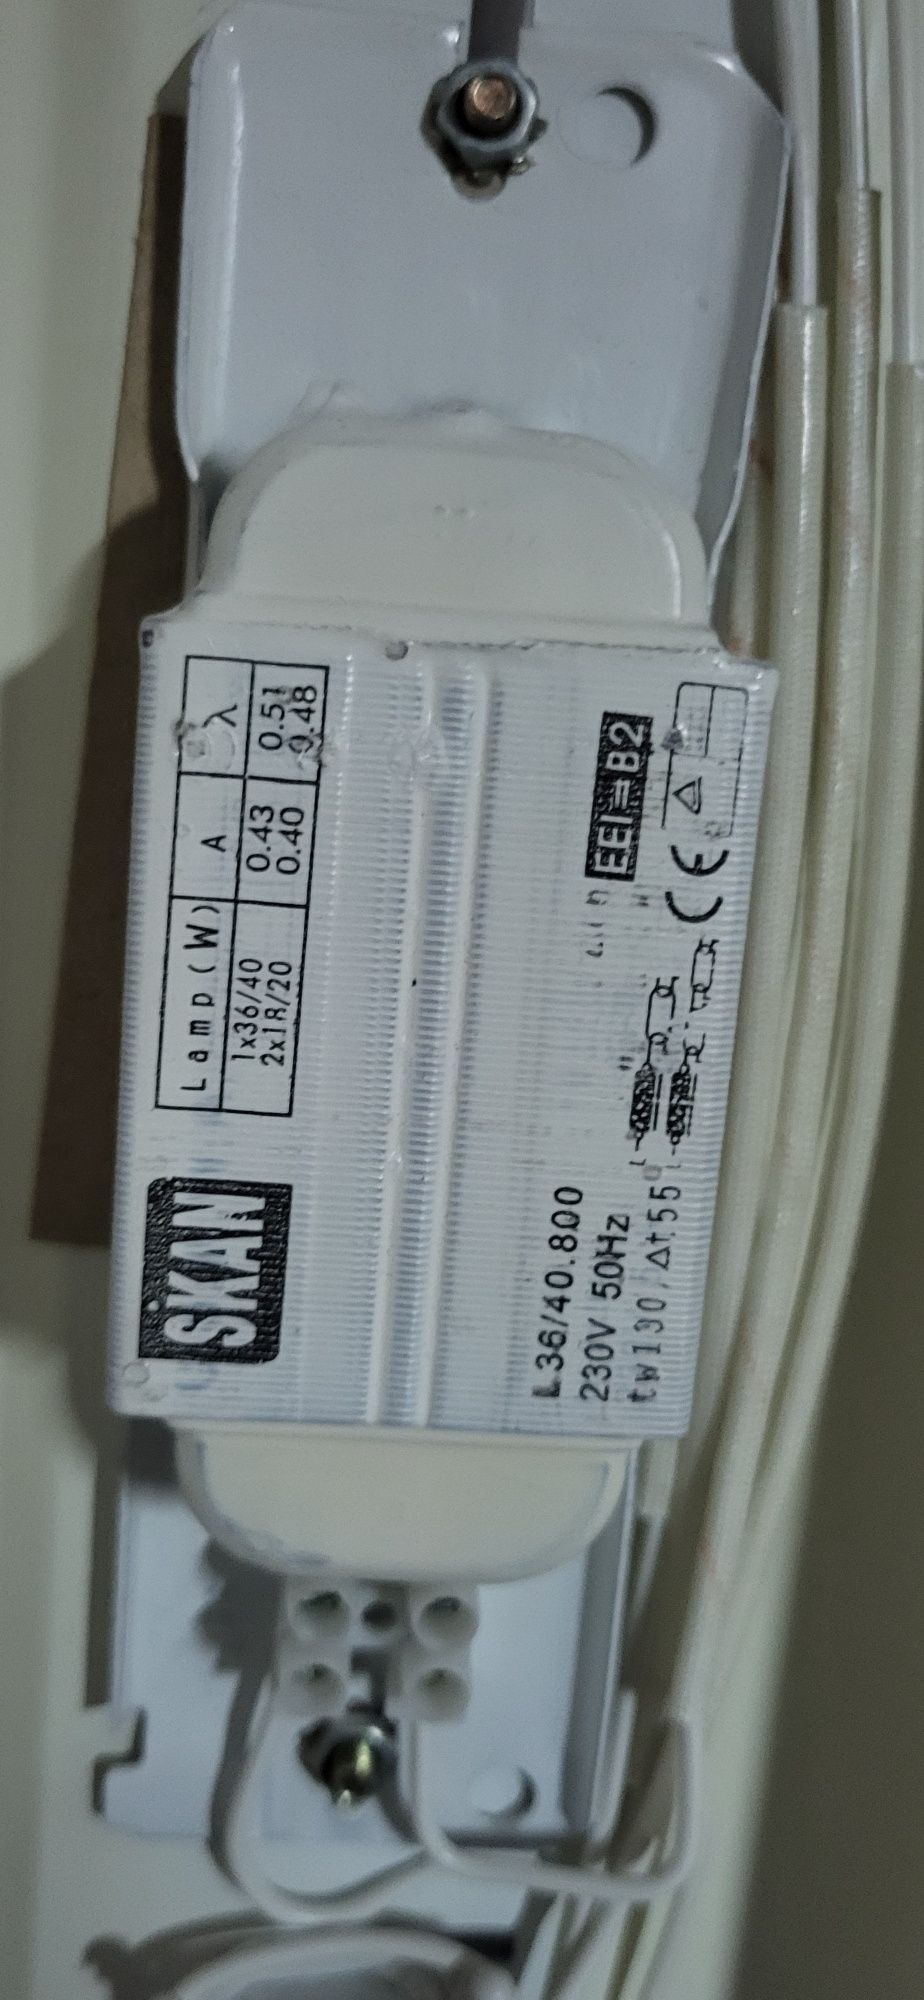 SKAN
Lamp(W) A λ
1x36/40 0.43 0.51
2x18/20 0.40 0.48
L36/40.800
230V 50Hz
tw130/Δt55
EEI=B2
CE